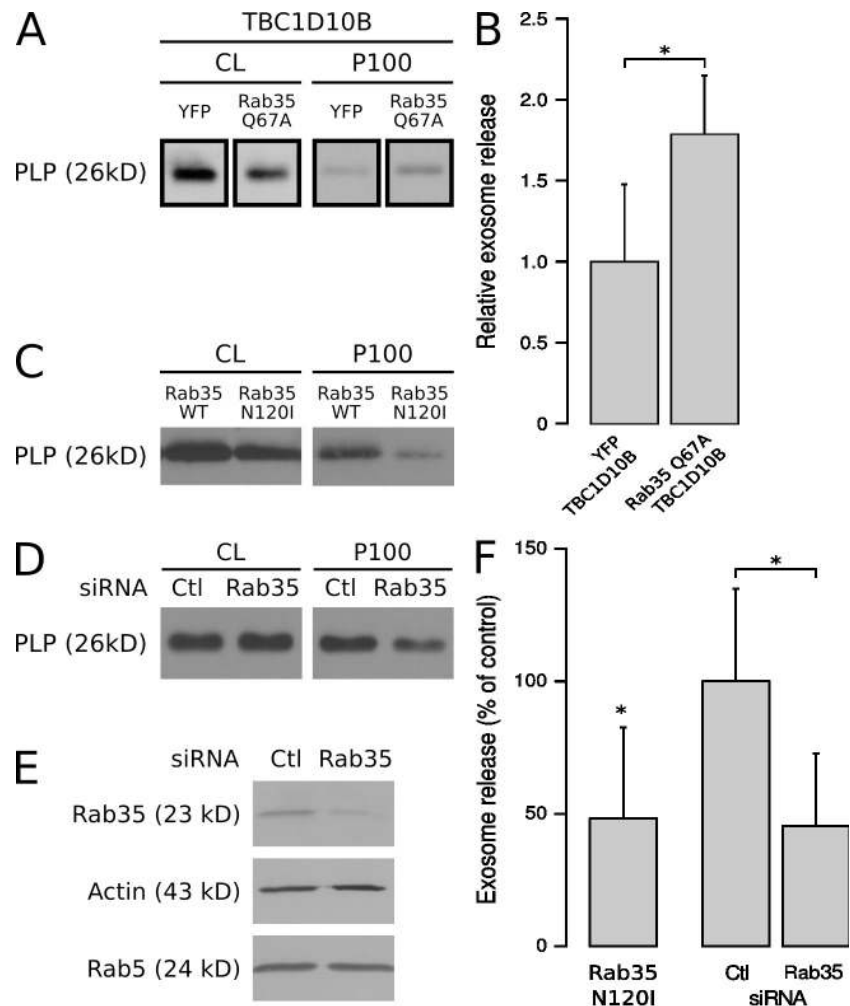 A
TBC1D10B
CL P100
YFP Rab35 Q67A YFP Rab35 Q67A
PLP (26kD)
B
2.5
2.0
1.5
1.0
0.5
0
Relative exosome release
*
YFP TBC1D10B
Rab35 Q67A TBC1D10B
C
CL P100
Rab35 WT Rab35 N120I Rab35 WT Rab35 N120I
PLP (26kD)
D
CL P100
siRNA Ctl Rab35 Ctl Rab35
PLP (26kD)
E
siRNA Ctl Rab35
Rab35 (23 kD)
Actin (43 kD)
Rab5 (24 kD)
F
150
100
50
0
Exosome release (% of control)
*
*
Rab35 N120I
Ctl Rab35
siRNA